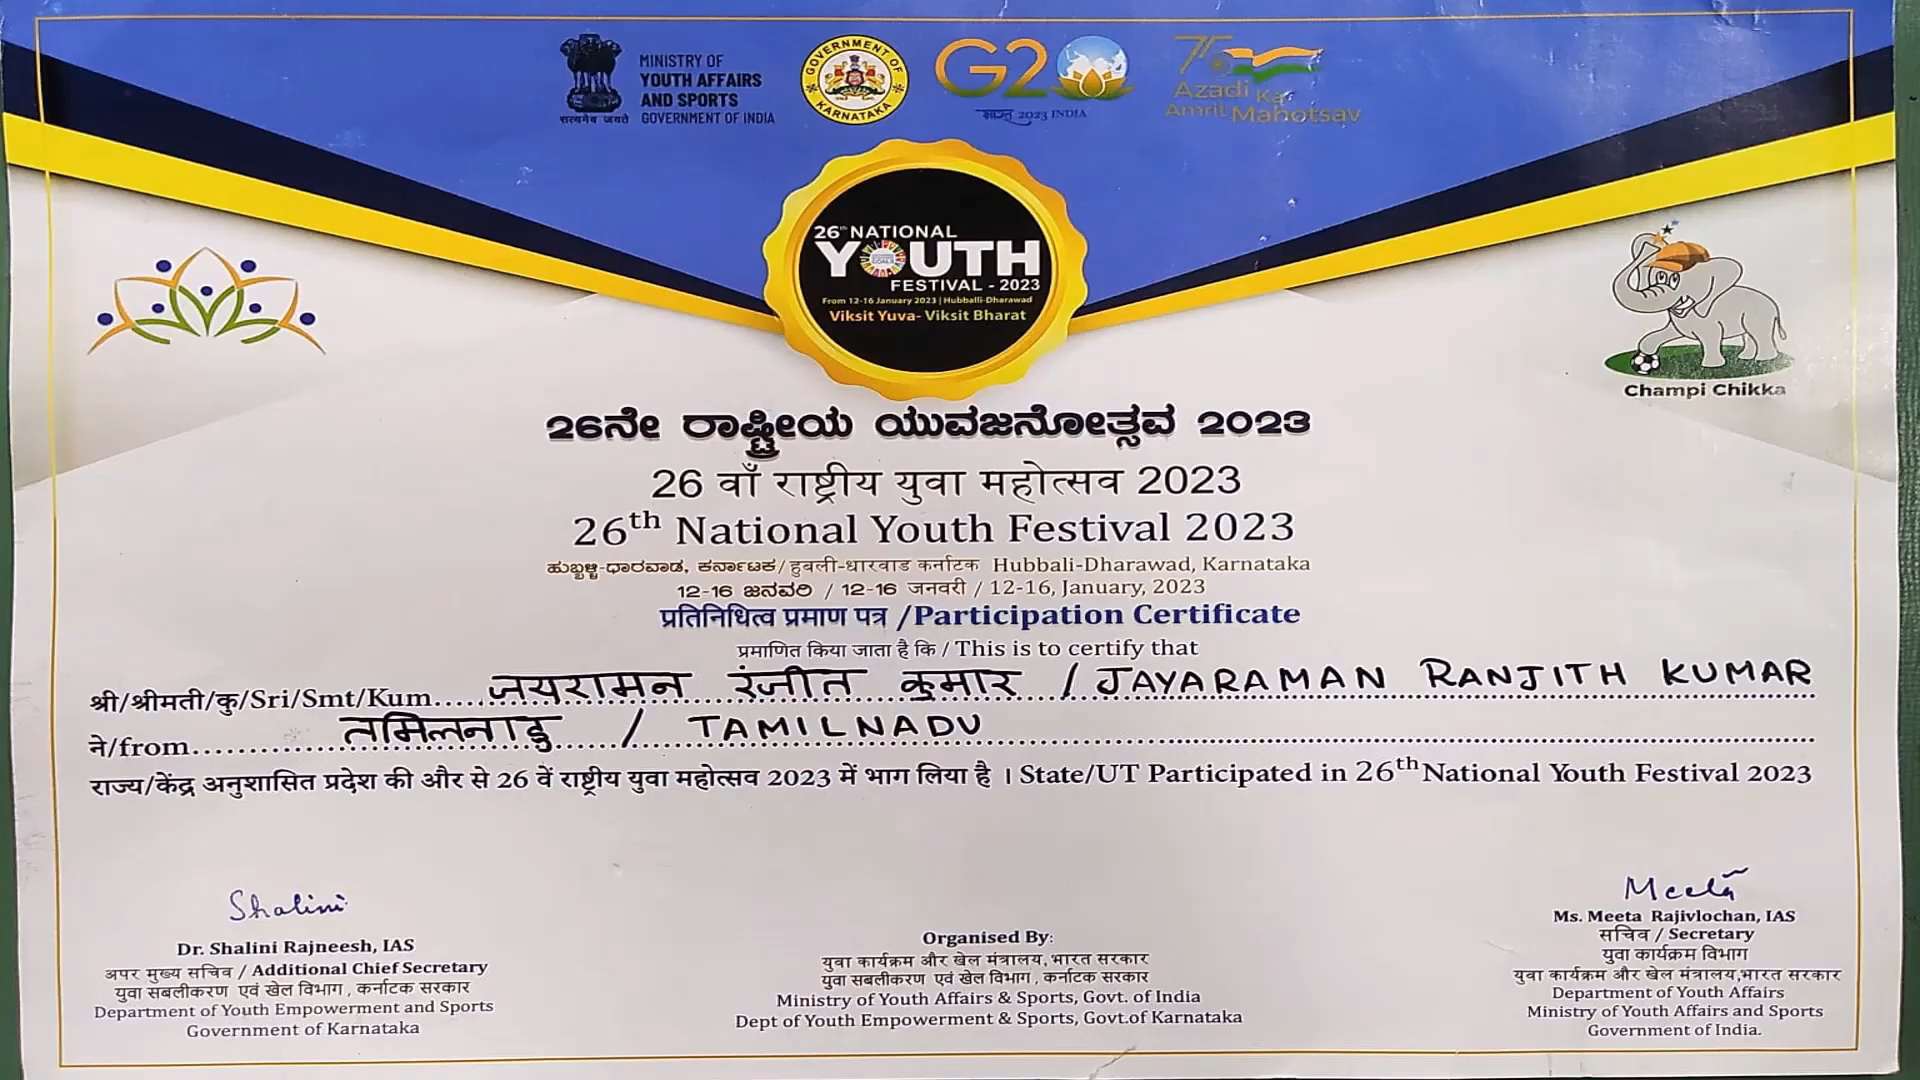 MINISTRY OF
YOUTH AFFAIRS
AND SPORTS
GOVERNMENT OF INDIA
सत्यमेव जयते
GOVERNMENT OF KARNATAKA
G20
भारत 2023 INDIA
75
Azadi Ka
Amrit Mahotsav
26th NATIONAL
YOUTH
FESTIVAL - 2023
From 12-16 January 2023 | Hubballi-Dharawad
Viksit Yuva- Viksit Bharat
Champi Chikka
26ನೇ ರಾಷ್ಟ್ರೀಯ ಯುವಜನೋತ್ಸವ 2023
26 वाँ राष्ट्रीय युवा महोत्सव 2023
26th National Youth Festival 2023
ಹುಬ್ಬಳ್ಳಿ-ಧಾರವಾಡ, ಕರ್ನಾಟಕ/हुबली-धारवाड कर्नाटक Hubbali-Dharawad, Karnataka
12-16 ಜನವರಿ / 12-16 जनवरी / 12-16, January, 2023
प्रतिनिधित्व प्रमाण पत्र /Participation Certificate
प्रमाणित किया जाता है कि / This is to certify that
श्री/श्रीमती/कु/Sri/Smt/Kum.....जयरामन रंजीत कुमार / JAYARAMAN RANJITH KUMAR
ने/from..........तमिलनाडु / TAMILNADU
राज्य/केंद्र अनुशासित प्रदेश की और से 26 वें राष्ट्रीय युवा महोत्सव 2023 में भाग लिया है । State/UT Participated in 26th National Youth Festival 2023
Shalini
Dr. Shalini Rajneesh, IAS
अपर मुख्य सचिव / Additional Chief Secretary
युवा सबलीकरण एवं खेल विभाग, कर्नाटक सरकार
Department of Youth Empowerment and Sports
Government of Karnataka
Organised By:
युवा कार्यक्रम और खेल मंत्रालय, भारत सरकार
युवा सबलीकरण एवं खेल विभाग, कर्नाटक सरकार
Ministry of Youth Affairs & Sports, Govt. of India
Dept of Youth Empowerment & Sports, Govt.of Karnataka
Meeta
Ms. Meeta Rajivlochan, IAS
सचिव / Secretary
युवा कार्यक्रम विभाग
युवा कार्यक्रम और खेल मंत्रालय,भारत सरकार
Department of Youth Affairs
Ministry of Youth Affairs and Sports
Government of India.